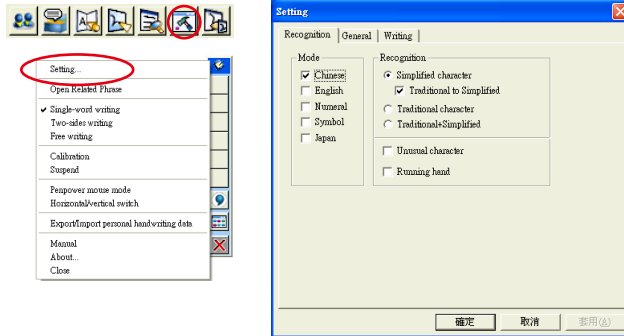 Setting...
Open Related Phrase
Single-word writing
Two-sides writing
Free writing
Calibration
Suspend
Penpower mouse mode
Horizontal/vertical switch
Export/Import personal handwriting data
Manual
About...
Close
Setting
Recognition General Writing
Mode
Chinese
English
Numeral
Symbol
Japan
Recognition
Simplified character
Traditional to Simplified
Traditional character
Traditional+Simplified
Unusual character
Running hand
確定 取消 套用(A)